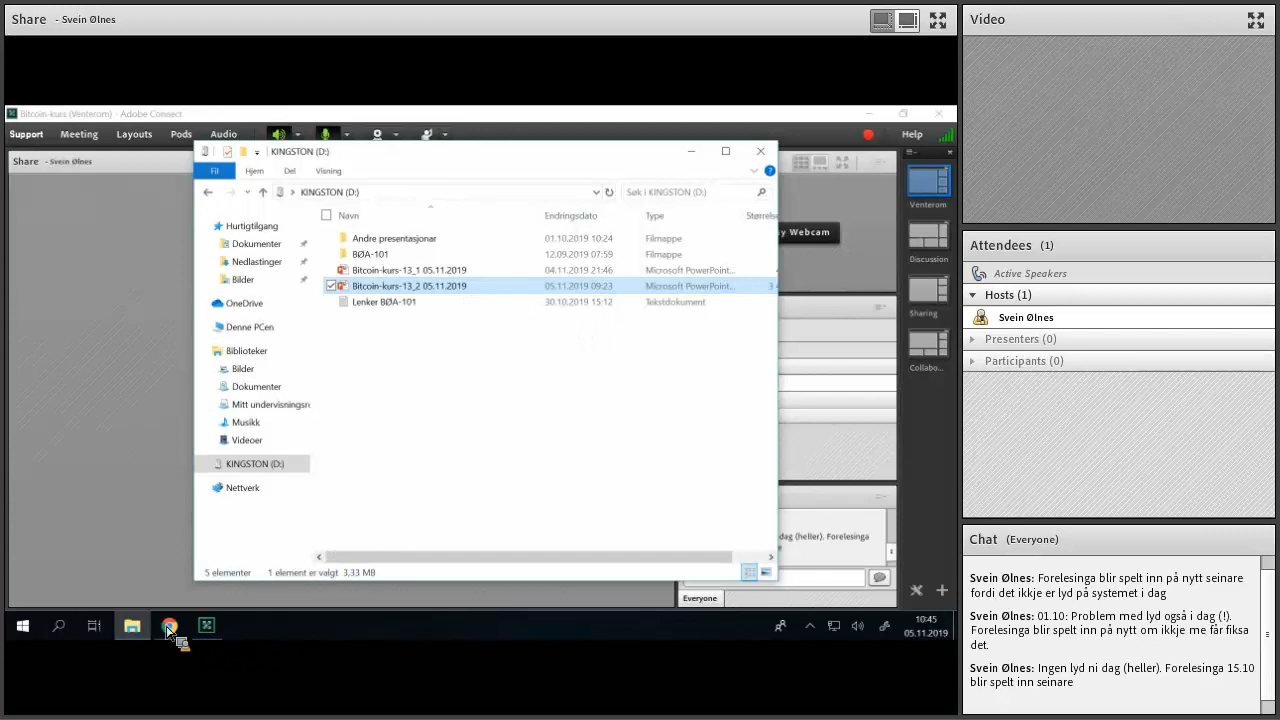 Share - Svein Ølnes
Video
Bitcoin-kurs (Venterom) - Adobe Connect
Support Meeting Layouts Pods Audio Help
Share - Svein Ølnes
KINGSTON (D:)
Fil Hjem Del Visning
KINGSTON (D:) Søk i KINGSTON (D:)
Navn Endringsdato Type Størrelse
Andre presentasjonar 01.10.2019 10:24 Filmappe
BØA-101 12.09.2019 07:59 Filmappe
Bitcoin-kurs-13_1 05.11.2019 04.11.2019 21:46 Microsoft PowerPoint...
Bitcoin-kurs-13_2 05.11.2019 05.11.2019 09:23 Microsoft PowerPoint... 3
Lenker BØA-101 30.10.2019 15:12 Tekstdokument
Hurtigtilgang
Dokumenter
Nedlastinger
Bilder
OneDrive
Denne PCen
Biblioteker
Bilder
Dokumenter
Mitt undervisningsr
Musikk
Videoer
KINGSTON (D:)
Nettverk
5 elementer 1 element er valgt 3,33 MB
y Webcam
dag (heller). Forelesinga
Everyone
Venterom
Discussion
Sharing
Collabo...
10:45
05.11.2019
Attendees (1)
Active Speakers
Hosts (1)
Svein Ølnes
Presenters (0)
Participants (0)
Chat (Everyone)
Svein Ølnes: Forelesinga blir spelt inn på nytt seinare
fordi det ikkje er lyd på systemet i dag
Svein Ølnes: 01.10: Problem med lyd også i dag (!).
Forelesinga blir spelt inn på nytt om ikkje me får fiksa
det.
Svein Ølnes: Ingen lyd ni dag (heller). Forelesinga 15.10
blir spelt inn seinare